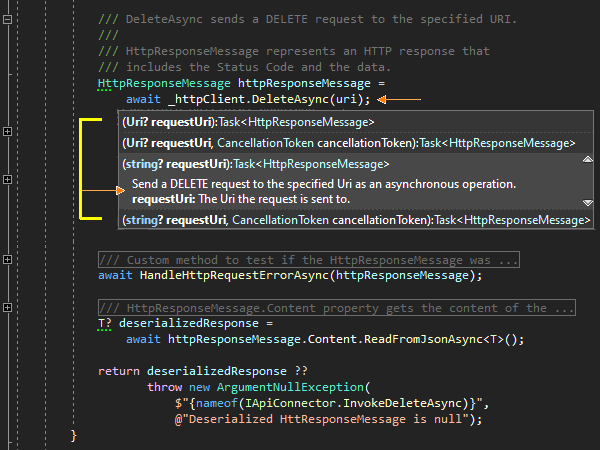 /// DeleteAsync sends a DELETE request to the specified URI.
///
/// HttpResponseMessage represents an HTTP response that
/// includes the Status Code and the data.
HttpResponseMessage httpResponseMessage =
await _httpClient.DeleteAsync(uri);
(Uri? requestUri):Task<HttpResponseMessage>
(Uri? requestUri, CancellationToken cancellationToken):Task<HttpResponseMessage>
(string? requestUri):Task<HttpResponseMessage>
Send a DELETE request to the specified Uri as an asynchronous operation.
requestUri: The Uri the request is sent to.
(string? requestUri, CancellationToken cancellationToken):Task<HttpResponseMessage>
/// Custom method to test if the HttpResponseMessage was ...
await HandleHttpRequestErrorAsync(httpResponseMessage);
/// HttpResponseMessage.Content property gets the content of the ...
T? deserializedResponse =
await httpResponseMessage.Content.ReadFromJsonAsync<T>();
return deserializedResponse ??
throw new ArgumentNullException(
$"{nameof(IApiConnector.InvokeDeleteAsync)}",
@"Deserialized HttResponseMessage is null");
}